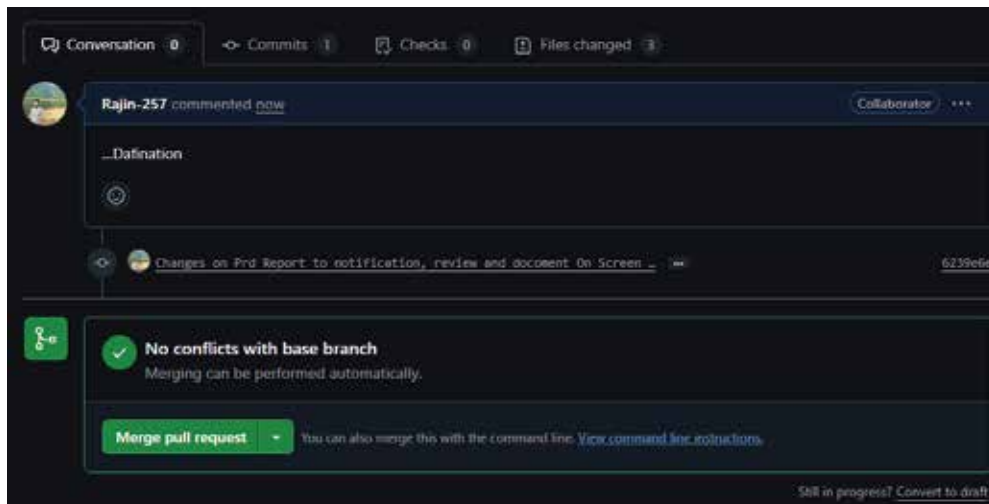 Conversation 0 Commits 1 Checks 0 Files changed 3
Rajin-257 commented now Collaborator ...
...Dafination
Changes on Prd Report to notification, review and docoment On Screen … ...
6239e6e
No conflicts with base branch
Merging can be performed automatically.
Merge pull request You can also merge this with the command line. View command line instructions.
Still in progress? Convert to draft